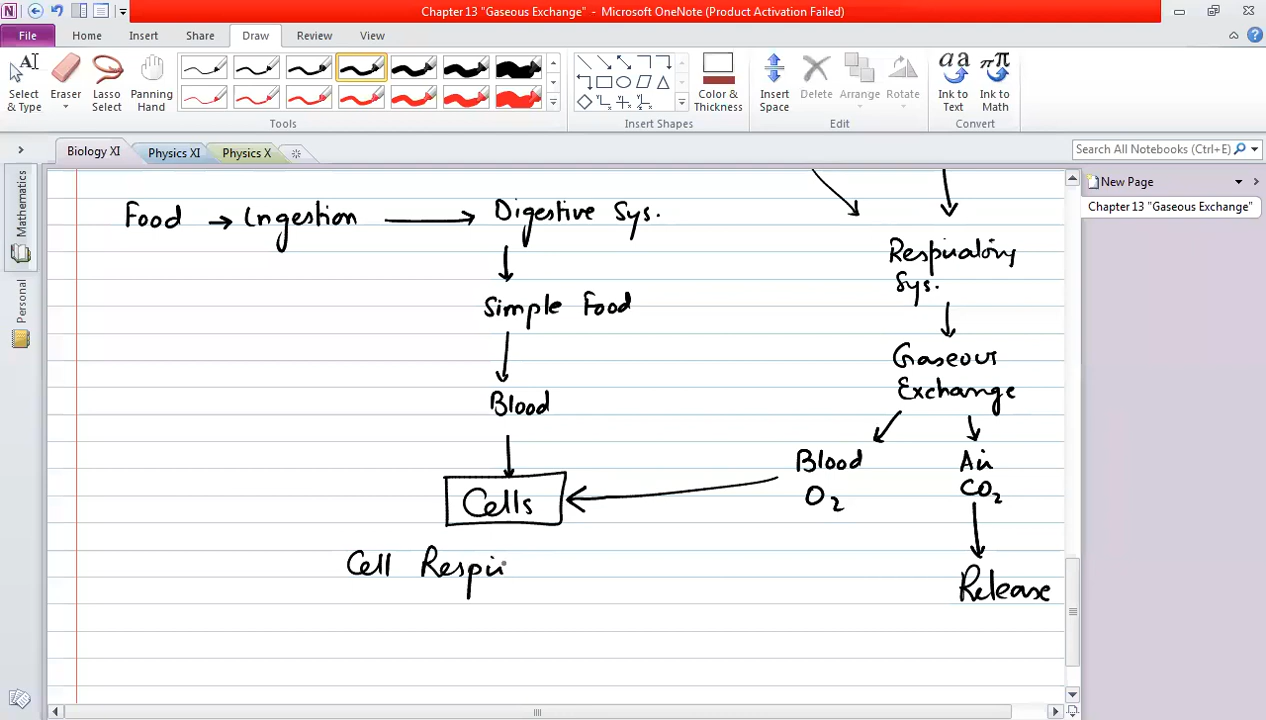 Chapter 13 "Gaseous Exchange" - Microsoft OneNote (Product Activation Failed)
File Home Insert Share Draw Review View
Select & Type
Eraser
Lasso Select
Panning Hand
Color & Thickness
Insert Space
Delete
Arrange
Rotate
Ink to Text
Ink to Math
Tools
Insert Shapes
Edit
Convert
Biology XI Physics XI Physics X
Search All Notebooks (Ctrl+E)
New Page
Chapter 13 "Gaseous Exchange"
Mathematics
Personal
Food → Ingestion → Digestive Sys.
Simple Food
Blood
Cells
Cell Respi
Respiratory
Sys.
Gaseous
Exchange
Blood
O2
Air
CO2
Release